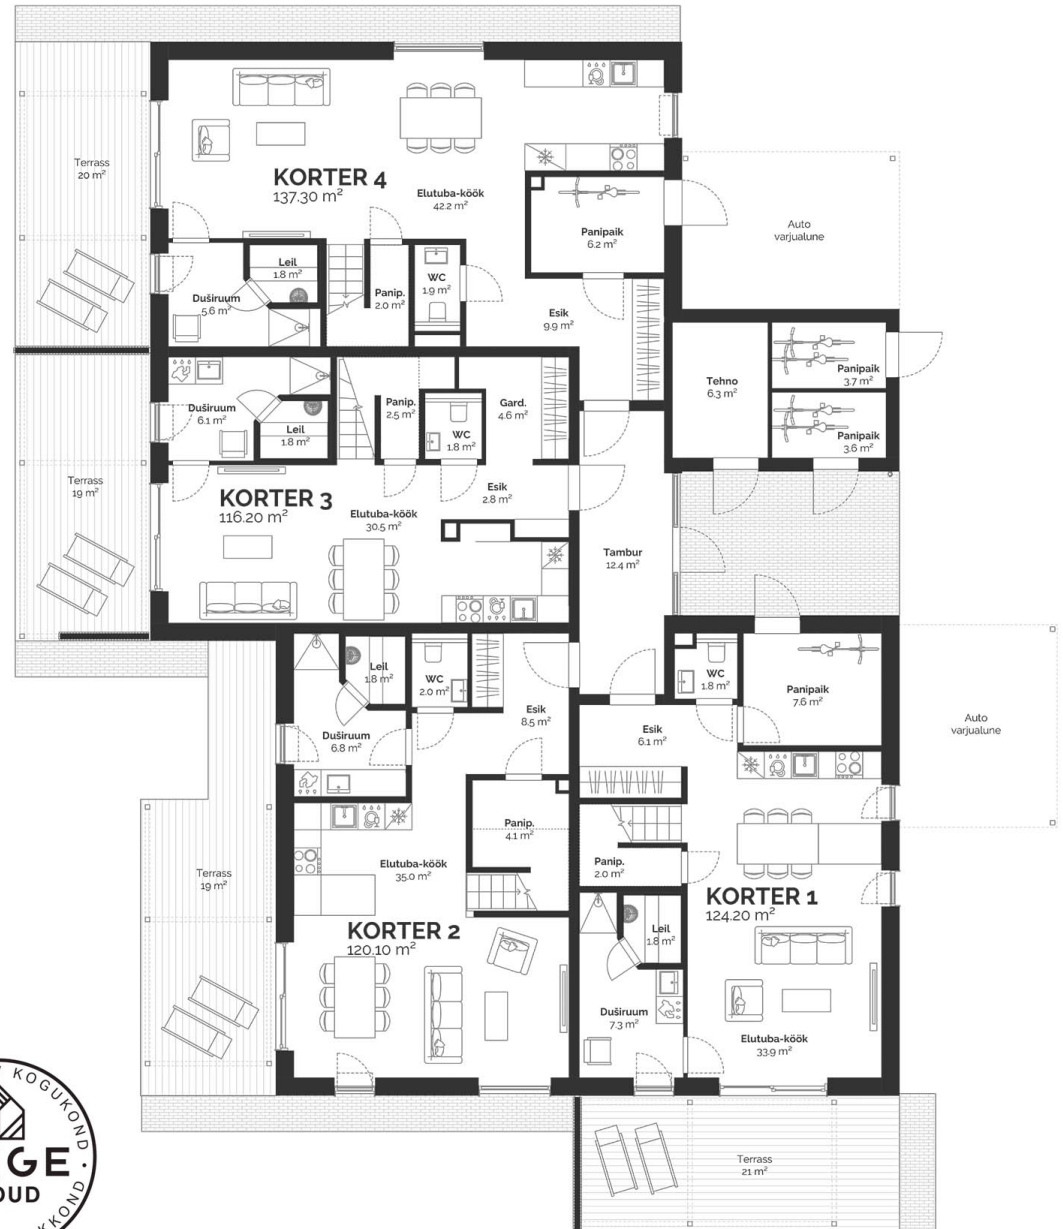 Terrass
20 m²
KORTER 4
137.30 m²
Elutuba-köök
42.2 m²
Panipaik
6.2 m²
Auto
varjualune
Leil
1.8 m²
Duširuum
5.6 m²
Panip.
2.0 m²
WC
1.9 m²
Esik
9.9 m²
Tehno
6.3 m²
Panipaik
3.7 m²
Panipaik
3.6 m²
Duširuum
6.1 m²
Leil
1.8 m²
Panip.
2.5 m²
WC
1.8 m²
Gard.
4.6 m²
Terrass
19 m²
KORTER 3
116.20 m²
Elutuba-köök
30.5 m²
Esik
2.8 m²
Tambur
12.4 m²
Leil
1.8 m²
WC
2.0 m²
Esik
8.5 m²
Duširuum
6.8 m²
WC
1.8 m²
Panipaik
7.6 m²
Esik
6.1 m²
Auto
varjualune
Panip.
4.1 m²
Elutuba-köök
35.0 m²
Terrass
19 m²
KORTER 2
120.10 m²
Panip.
2.0 m²
KORTER 1
124.20 m²
Leil
1.8 m²
Duširuum
7.3 m²
Elutuba-köök
33.9 m²
Terrass
21 m²
KOGUKOND